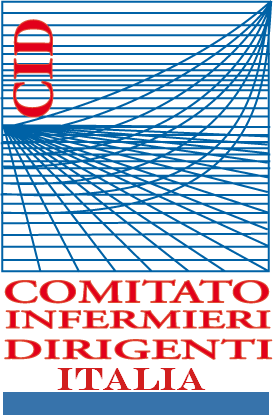 CID
COMITATO
INFERMIERI
DIRIGENTI
ITALIA